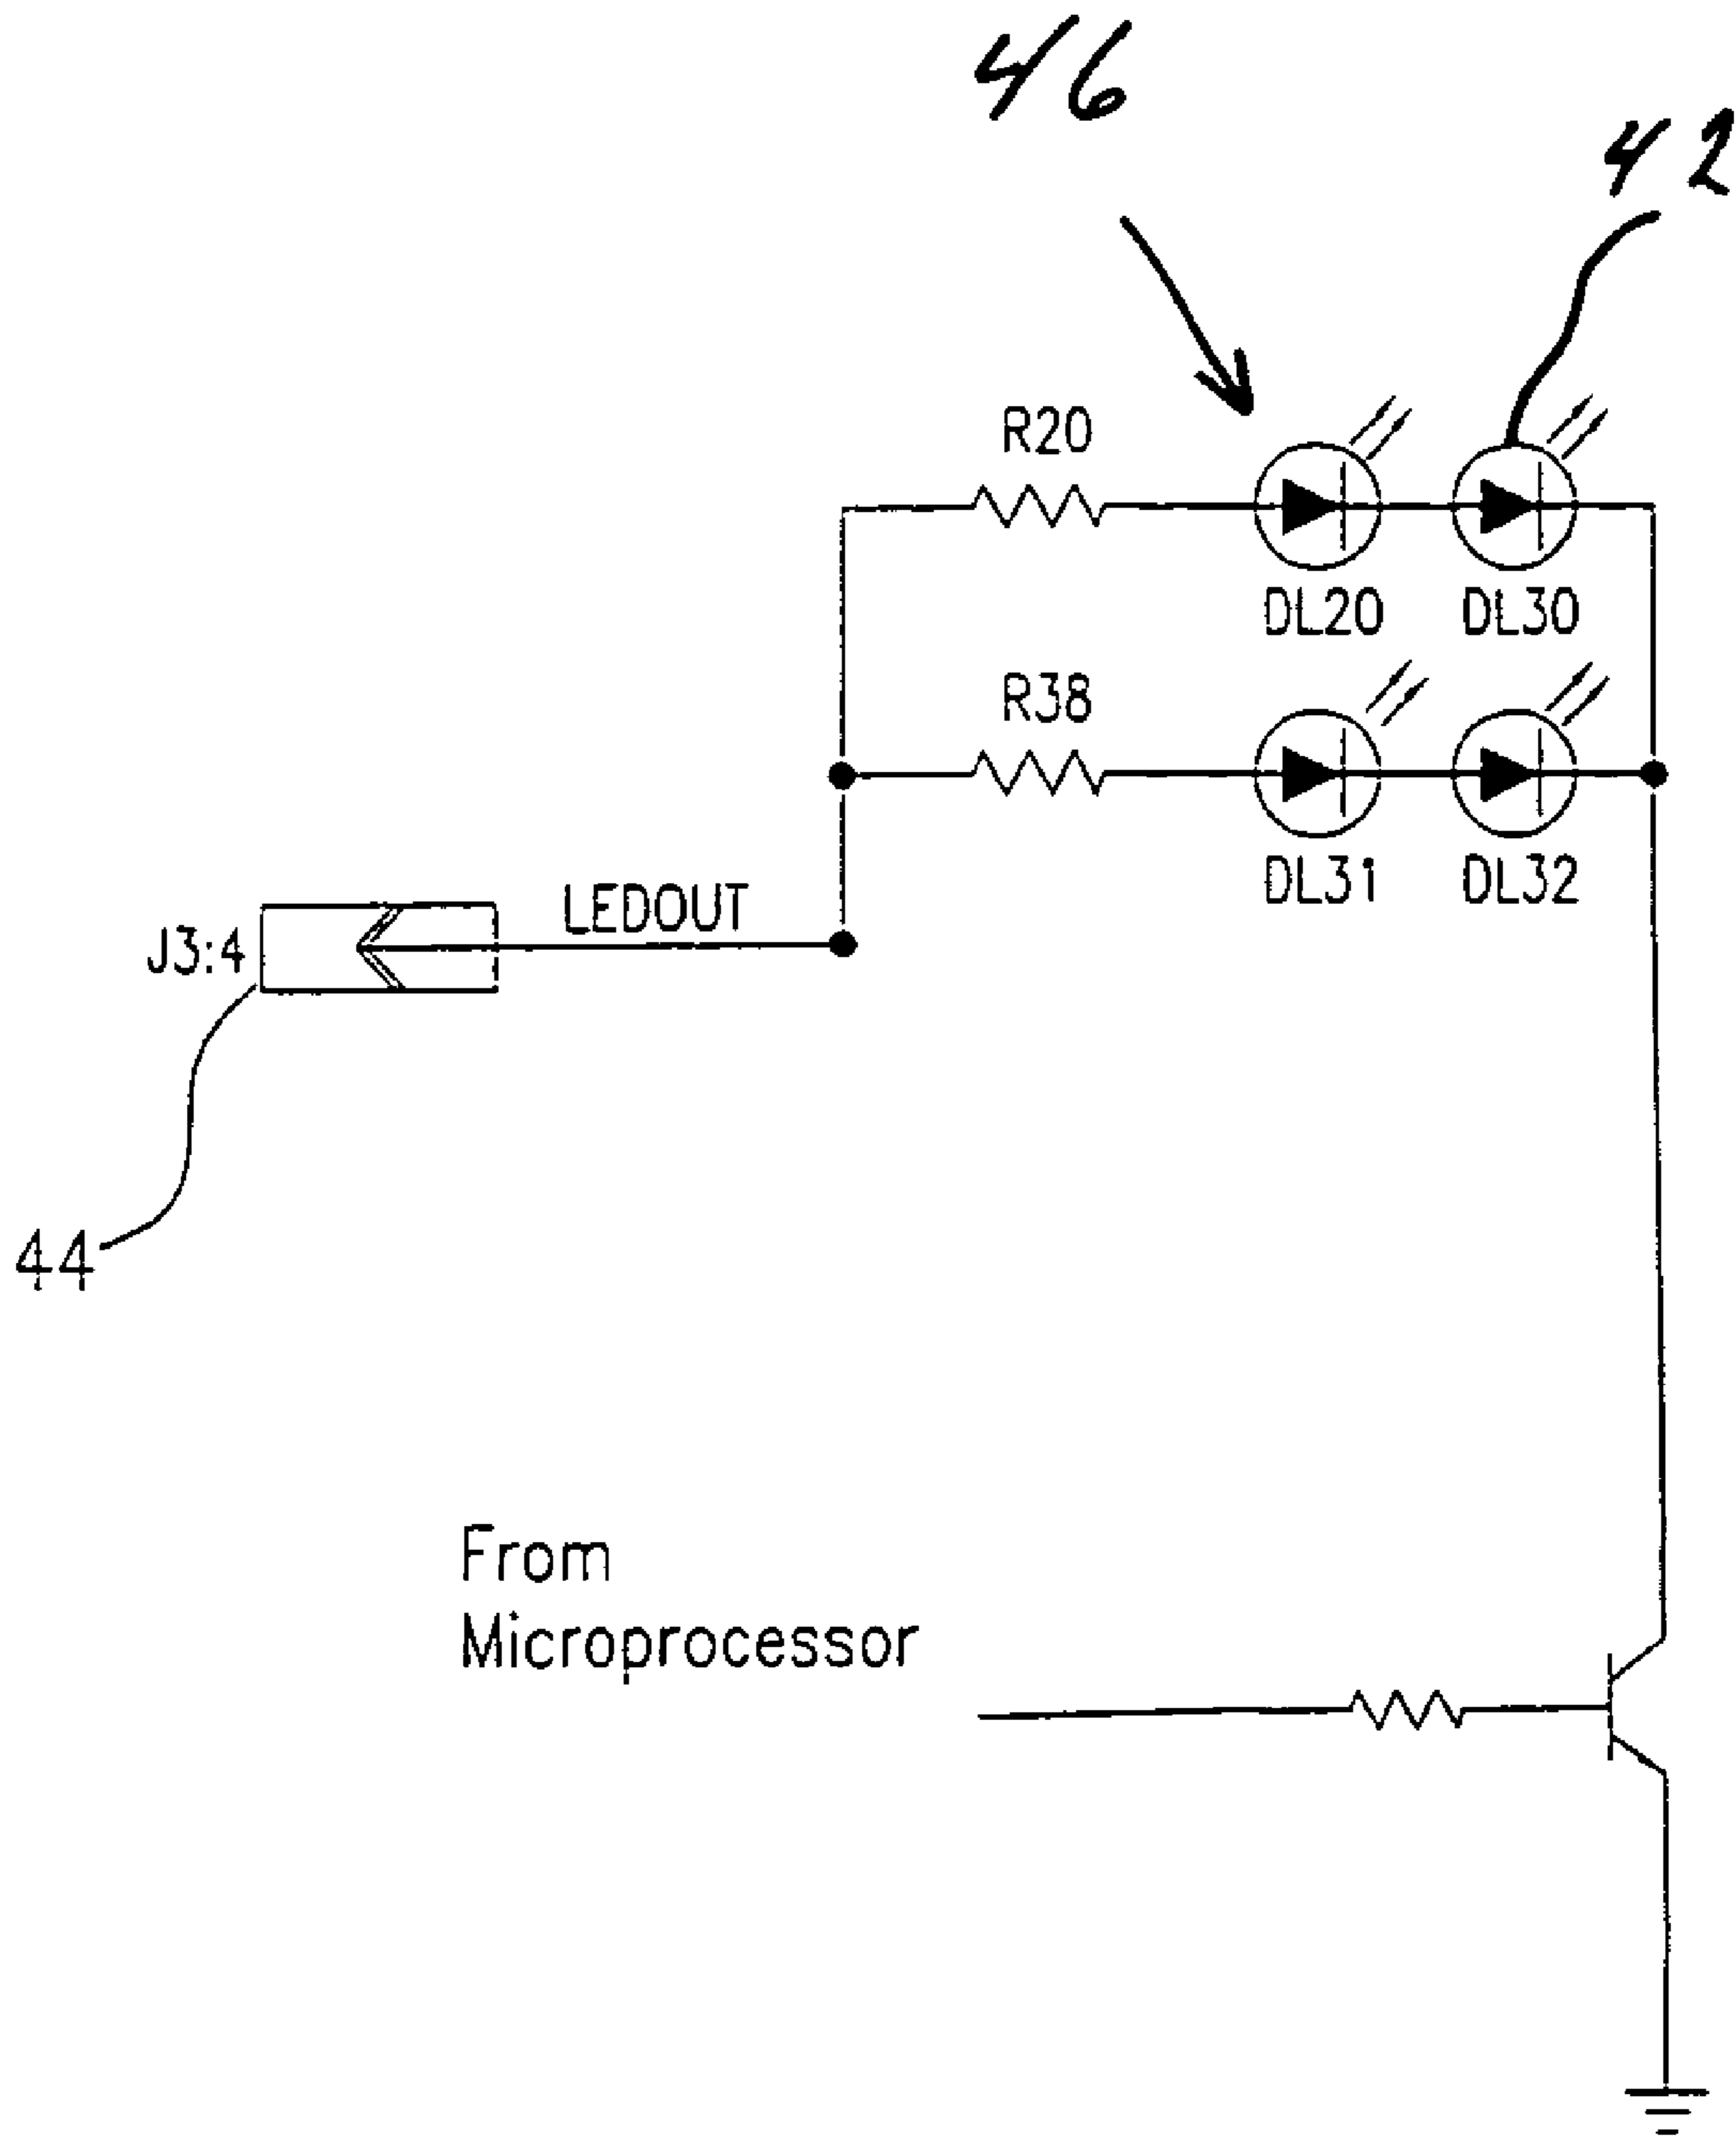 46
42
R20
DL20 DL30
R38
DL31 DL32
LEDOUT
J3:4
44
From
Microprocessor